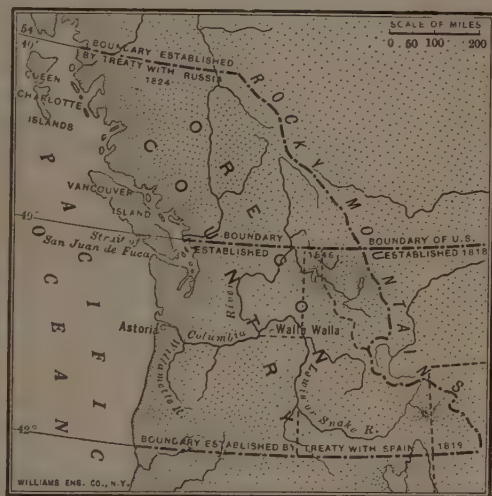 SCALE OF MILES
0 50 100 200
54°
40'
BOUNDARY ESTABLISHED
BY TREATY WITH RUSSIA
1824
QUEEN
CHARLOTTE
ISLANDS
ROCKY MOUNTAINS
OREGON
COUNTRY
PACIFIC
OCEAN
VANCOUVER
ISLAND
49°
Strait of
San Juan de Fuca
BOUNDARY
ESTABLISHED
1846
BOUNDARY OF U.S.
ESTABLISHED 1818
River
Astoria
Columbia
Walla Walla
Willamette R.
Lewis or Snake R.
42°
BOUNDARY ESTABLISHED BY TREATY WITH SPAIN 1819
WILLIAMS ENG. CO., N.Y.